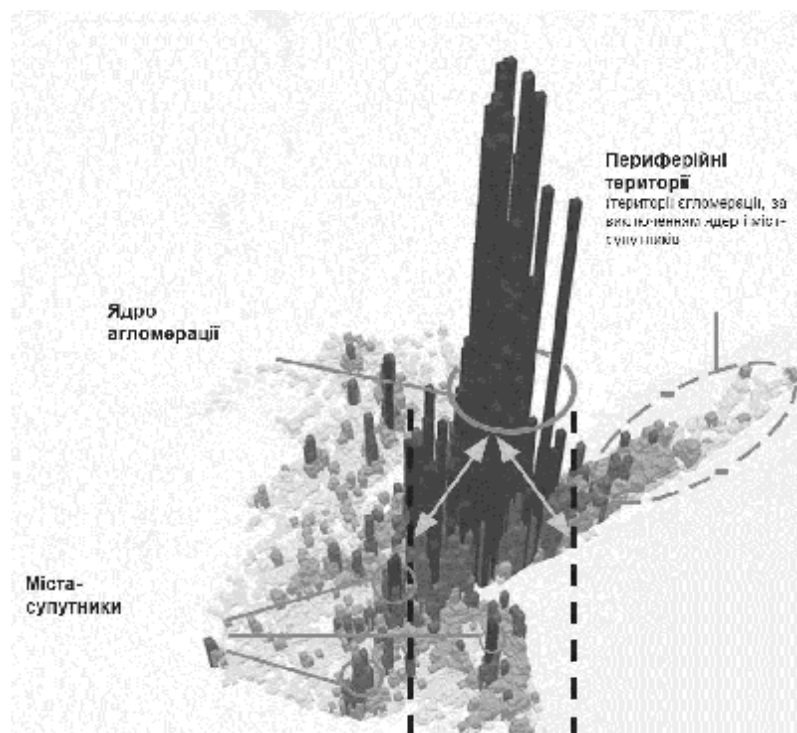 Периферійні
території
(території агломерації, за
виключенням ядер і міст-
супутників
Ядро
агломерації
Міста-
супутники